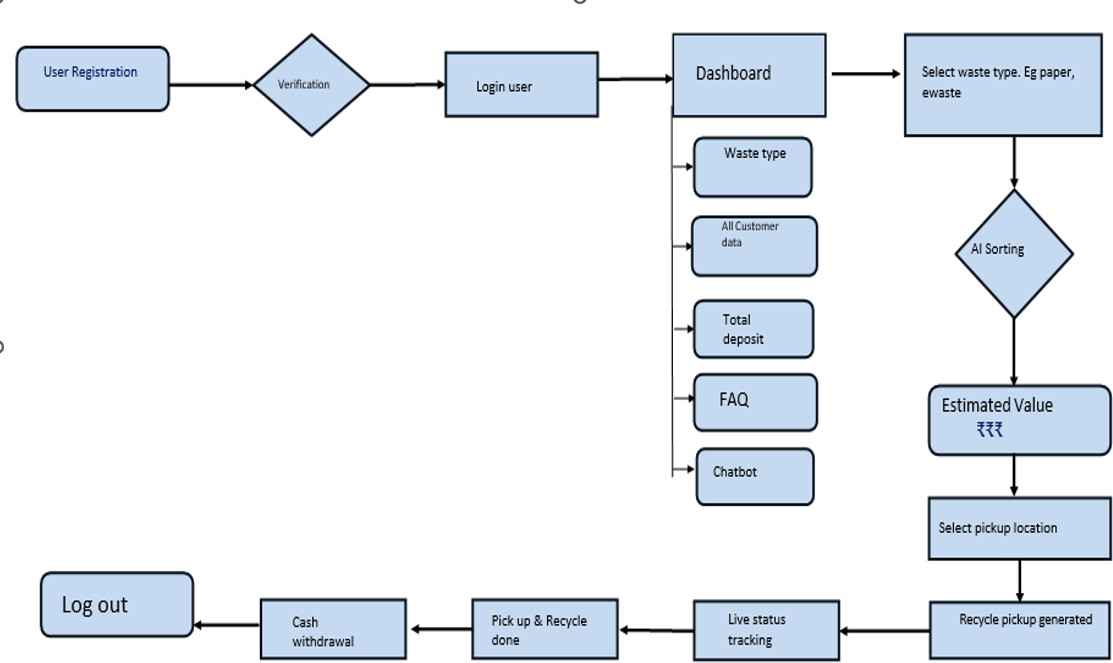 User Registration
Verification
Login user
Dashboard
Select waste type. Eg paper,
ewaste
Waste type
All Customer
data
Total
deposit
FAQ
Chatbot
AI Sorting
Estimated Value
₹₹₹
Select pickup location
Recycle pickup generated
Live status
tracking
Pick up & Recycle
done
Cash
withdrawal
Log out